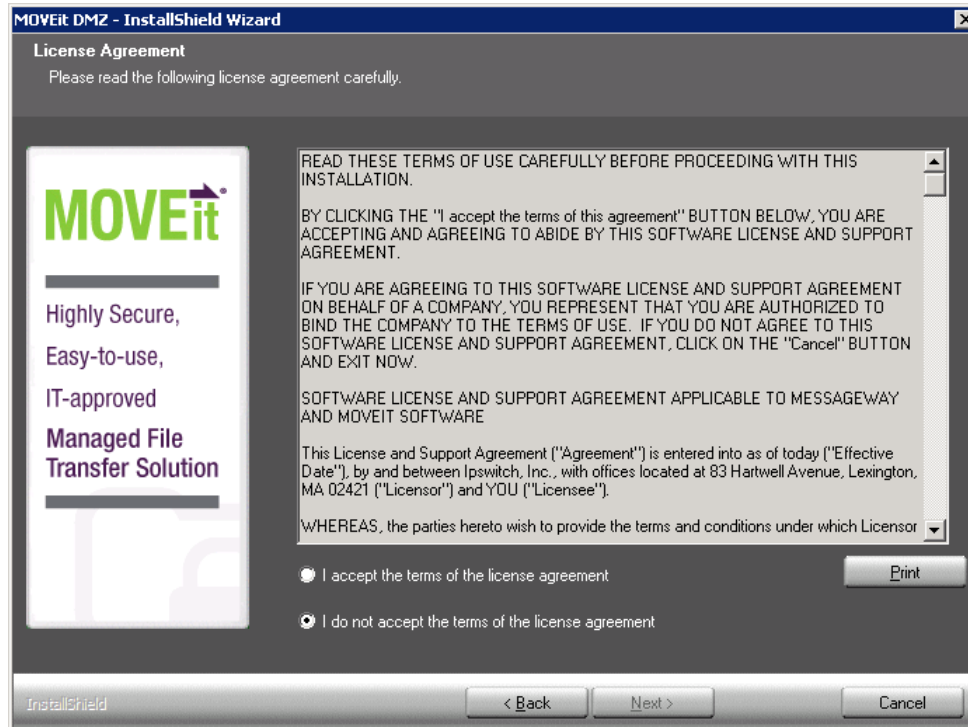 MOVEit DMZ - InstallShield Wizard
License Agreement
Please read the following license agreement carefully.
MOVEit
Highly Secure,
Easy-to-use,
IT-approved
Managed File
Transfer Solution
READ THESE TERMS OF USE CAREFULLY BEFORE PROCEEDING WITH THIS
INSTALLATION.
BY CLICKING THE "I accept the terms of this agreement" BUTTON BELOW, YOU ARE
ACCEPTING AND AGREEING TO ABIDE BY THIS SOFTWARE LICENSE AND SUPPORT
AGREEMENT.
IF YOU ARE AGREEING TO THIS SOFTWARE LICENSE AND SUPPORT AGREEMENT
ON BEHALF OF A COMPANY, YOU REPRESENT THAT YOU ARE AUTHORIZED TO
BIND THE COMPANY TO THE TERMS OF USE.  IF YOU DO NOT AGREE TO THIS
SOFTWARE LICENSE AND SUPPORT AGREEMENT, CLICK ON THE "Cancel" BUTTON
AND EXIT NOW.
SOFTWARE LICENSE AND SUPPORT AGREEMENT APPLICABLE TO MESSAGEWAY
AND MOVEIT SOFTWARE
This License and Support Agreement ("Agreement") is entered into as of today ("Effective
Date"), by and between Ipswitch, Inc., with offices located at 83 Hartwell Avenue, Lexington,
MA 02421 ("Licensor") and YOU ("Licensee").
WHEREAS, the parties hereto wish to provide the terms and conditions under which Licensor
I accept the terms of the license agreement
Print
I do not accept the terms of the license agreement
InstallShield
< Back
Next >
Cancel